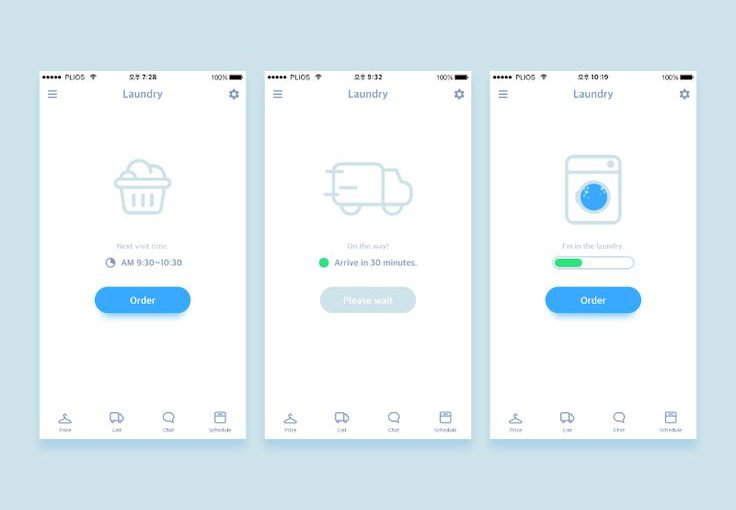 PLIOS 오후 7:28 100%
Laundry
Next visit time.
AM 9:30~10:30
Order
Price List Chat Schedule
PLIOS 오후 9:32 100%
Laundry
On the way!
Arrive in 30 minutes.
Please wait
Price List Chat Schedule
PLIOS 오후 10:19 100%
Laundry
I'm in the laundry.
Order
Price List Chat Schedule